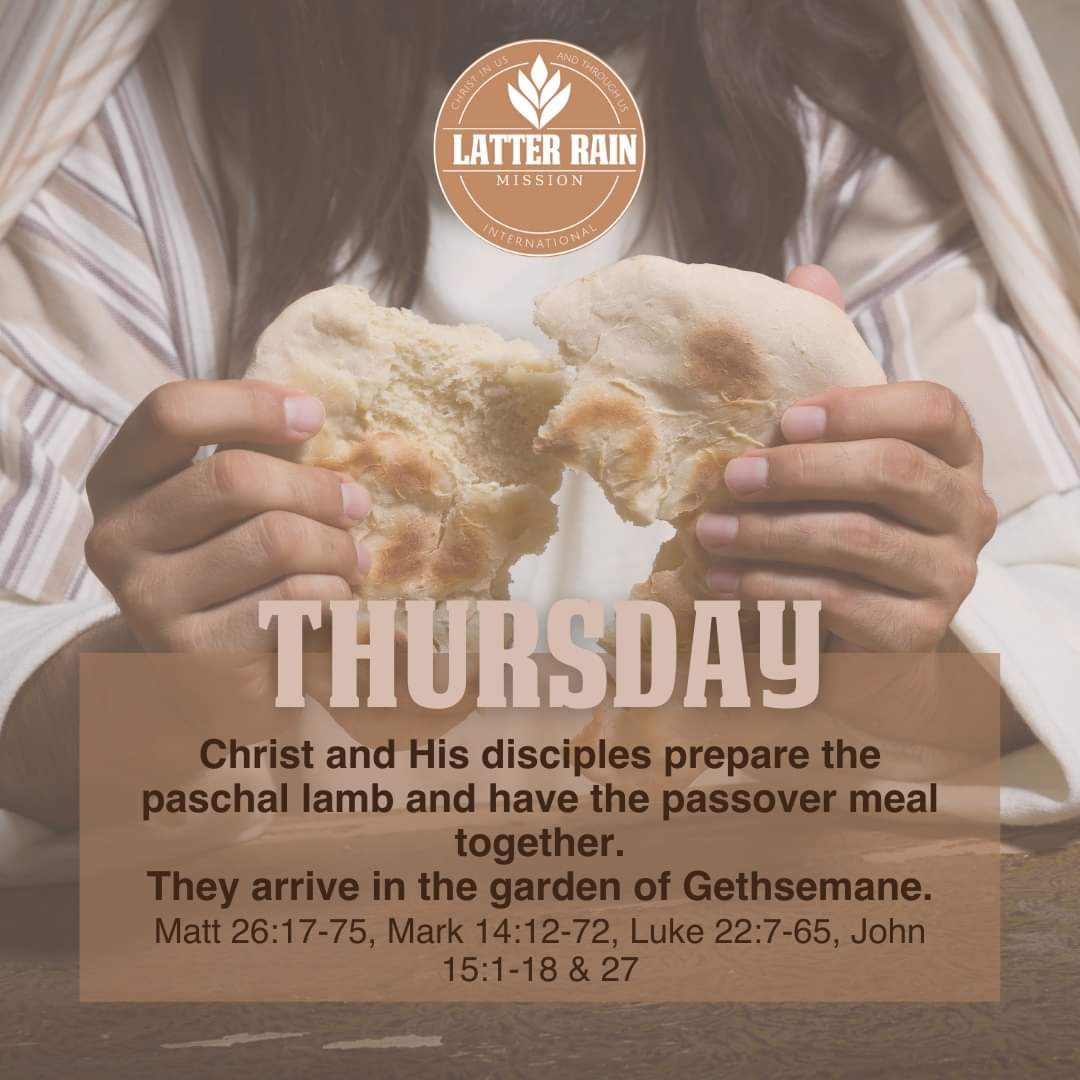 CHRIST IN US AND THROUGH US
LATTER RAIN
MISSION
INTERNATIONAL
THURSDAY
Christ and His disciples prepare the
paschal lamb and have the passover meal
together.
They arrive in the garden of Gethsemane.
Matt 26:17-75, Mark 14:12-72, Luke 22:7-65, John
15:1-18 & 27